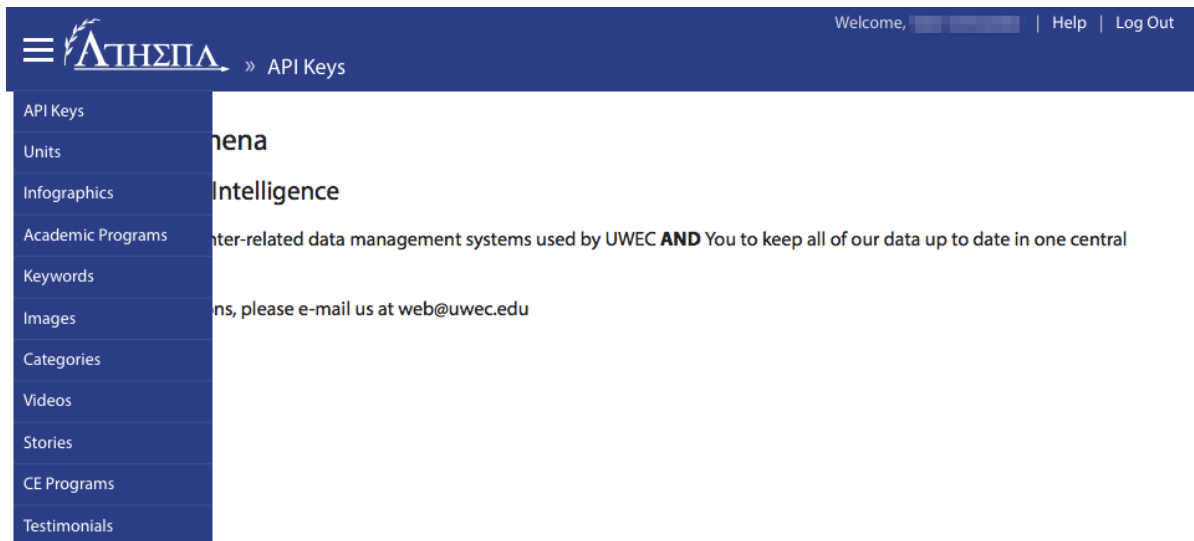 Welcome, | Help | Log Out
ΑΤΗΣΠΑ » API Keys
API Keys
Units
Infographics
Academic Programs
Keywords
Images
Categories
Videos
Stories
CE Programs
Testimonials
hena
Intelligence
nter-related data management systems used by UWEC AND You to keep all of our data up to date in one central
ns, please e-mail us at web@uwec.edu